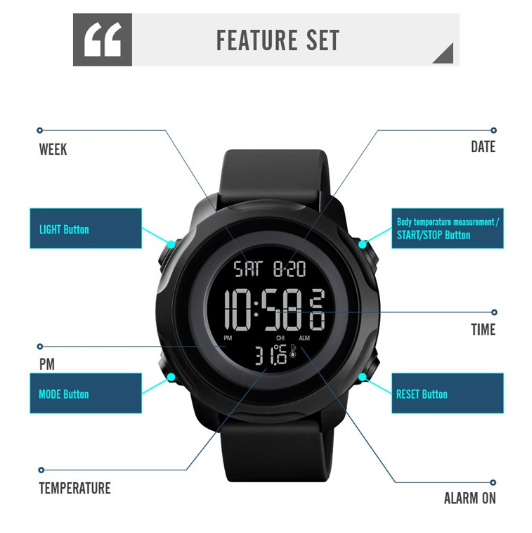 ❝ FEATURE SET
WEEK
DATE
LIGHT Button
Body temperature measurement /
START/STOP Button
SAT 8-20
10:58 20
PM CHI ALM
31.6°C
TIME
PM
MODE Button
RESET Button
TEMPERATURE
ALARM ON